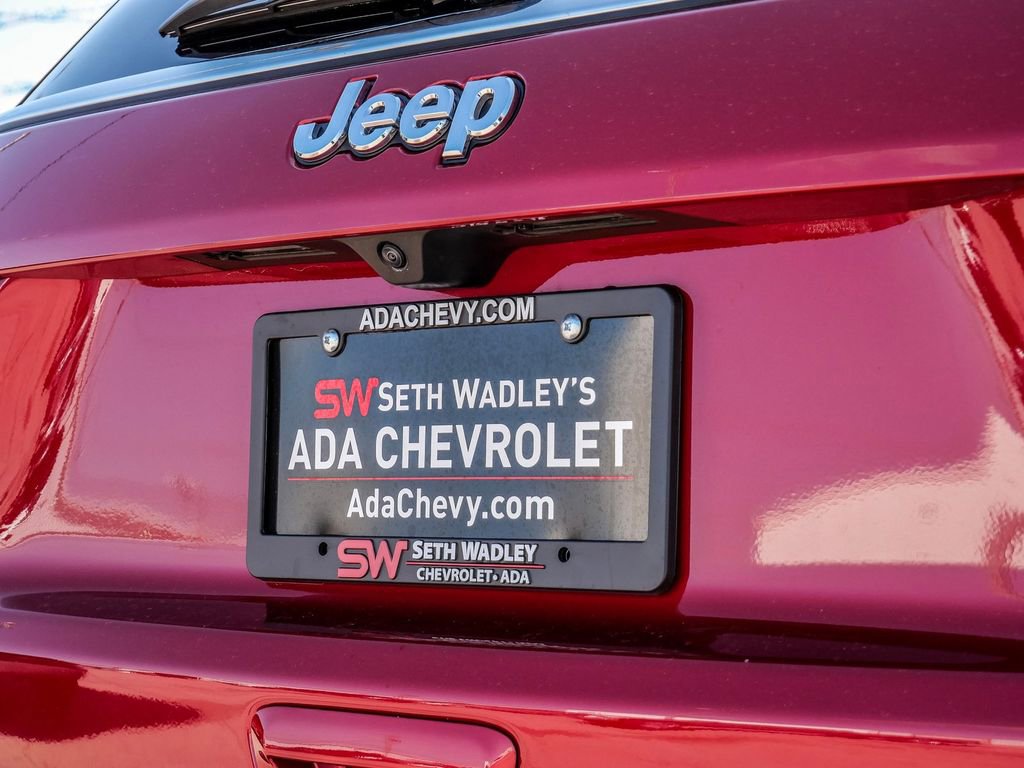 Jeep
ADACHEVY.COM
SW SETH WADLEY'S
ADA CHEVROLET
AdaChevy.com
SW SETH WADLEY
CHEVROLET • ADA